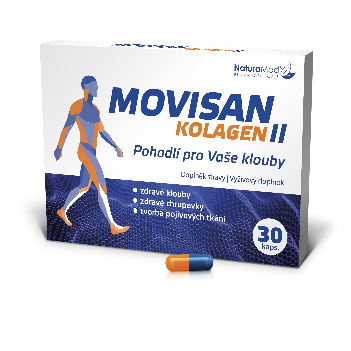 NaturaMed
MOVISAN
KOLAGEN II
Pohodlí pro Vaše klouby
Doplněk stravy | Výživový doplnok
• zdravé klouby
• zdravé chrupavky
• tvorba pojivových tkání
30
kaps.